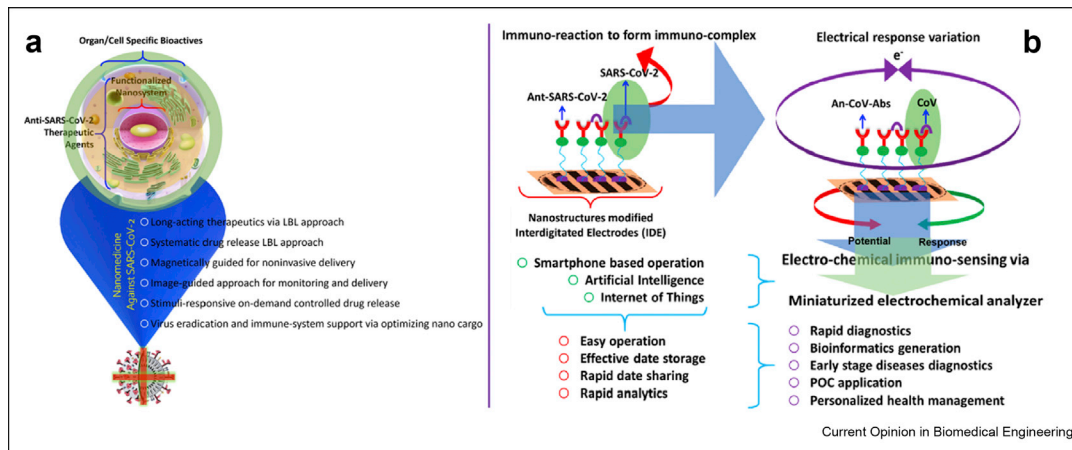 a
Organ/Cell Specific Bioactives
Functionalized
Nanosystem
Anti-SARS-CoV-2
Therapeutic
Agents
Nanomedicine
Against SARS-CoV-2
Long-acting therapeutics via LBL approach
Systematic drug release LBL approach
Magnetically guided for noninvasive delivery
Image-guided approach for monitoring and delivery
Stimuli-responsive on-demand controlled drug release
Virus eradication and immune-system support via optimizing nano cargo
b
Immuno-reaction to form immuno-complex
SARS-CoV-2
Ant-SARS-CoV-2
Nanostructures modified
Interdigitated Electrodes (IDE)
Electrical response variation
e-
An-CoV-Abs
CoV
Potential
Response
Smartphone based operation
Artificial Intelligence
Internet of Things
Electro-chemical immuno-sensing via
Miniaturized electrochemical analyzer
Easy operation
Effective date storage
Rapid date sharing
Rapid analytics
Rapid diagnostics
Bioinformatics generation
Early stage diseases diagnostics
POC application
Personalized health management
Current Opinion in Biomedical Engineering